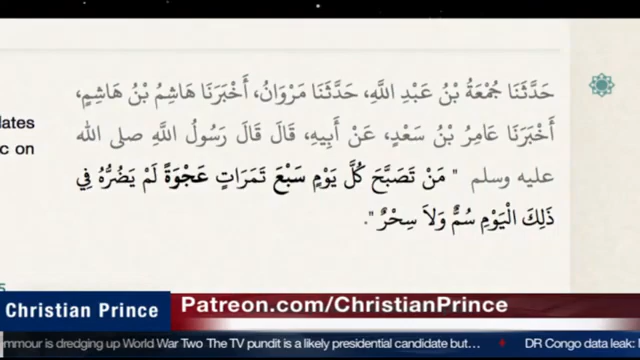 حَدَّثَنَا جُمْعَةُ بْنُ عَبْدِ اللَّهِ، حَدَّثَنَا مَرْوَانُ، أَخْبَرَنَا هَاشِمُ بْنُ هَاشِمٍ،
أَخْبَرَنَا عَامِرُ بْنُ سَعْدٍ، عَنْ أَبِيهِ، قَالَ قَالَ رَسُولُ اللَّهِ صلى الله
عليه وسلم " مَنْ تَصَبَّحَ كُلَّ يَوْمٍ سَبْعَ تَمَرَاتٍ عَجْوَةً لَمْ يَضُرُّهُ فِي
ذَلِكَ الْيَوْمِ سُمٌّ وَلاَ سِحْرٌ ".
lates
c on
Christian Prince
Patreon.com/ChristianPrince
emmour is dredging up World War Two The TV pundit is a likely presidential candidate but... DR Congo data leak: